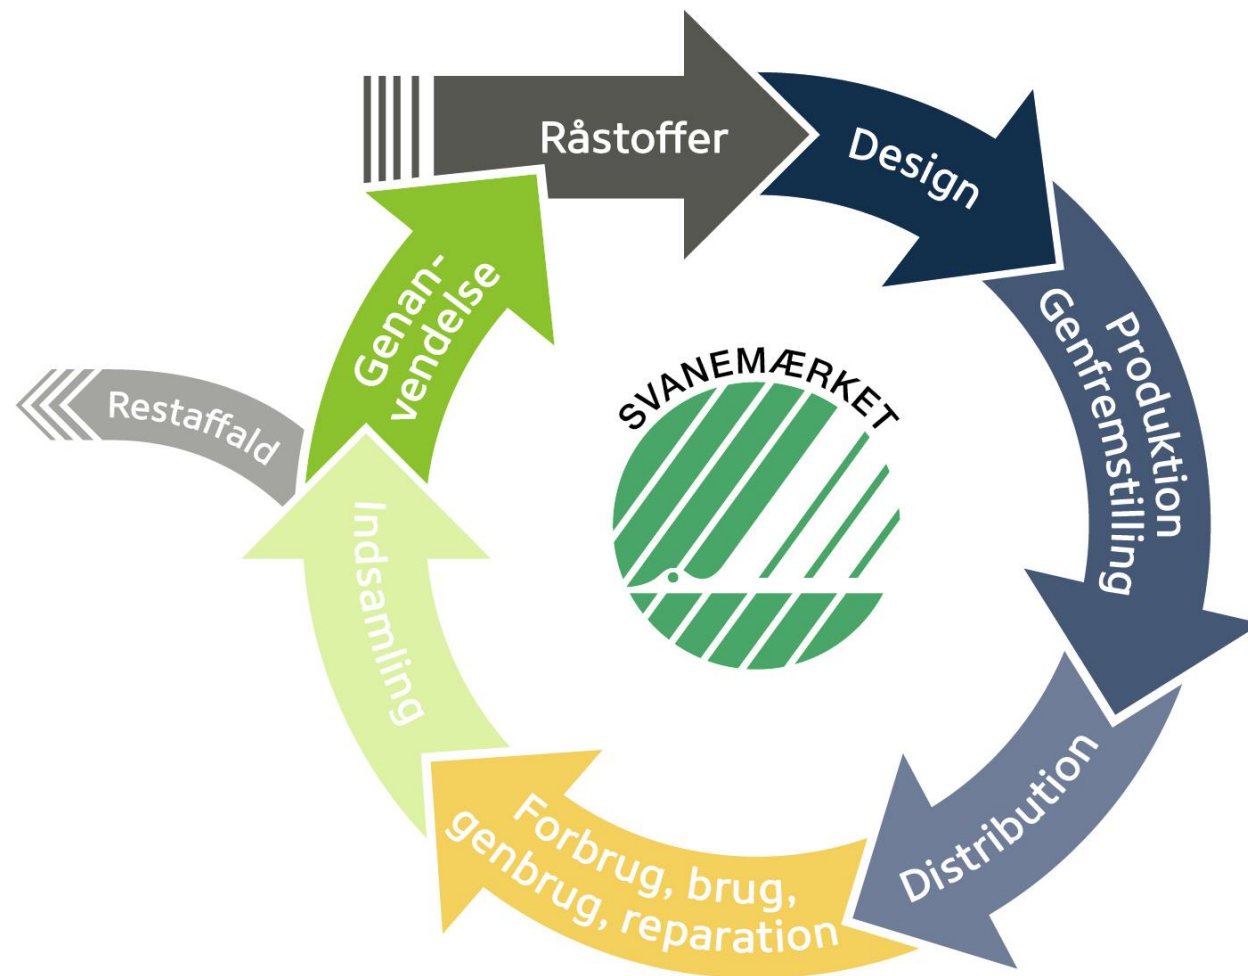 Råstoffer
Design
Produktion
Genfremstilling
Distribution
Forbrug, brug,
genbrug, reparation
Indsamling
Genan-
vendelse
Restaffald
SVANEMÆRKET